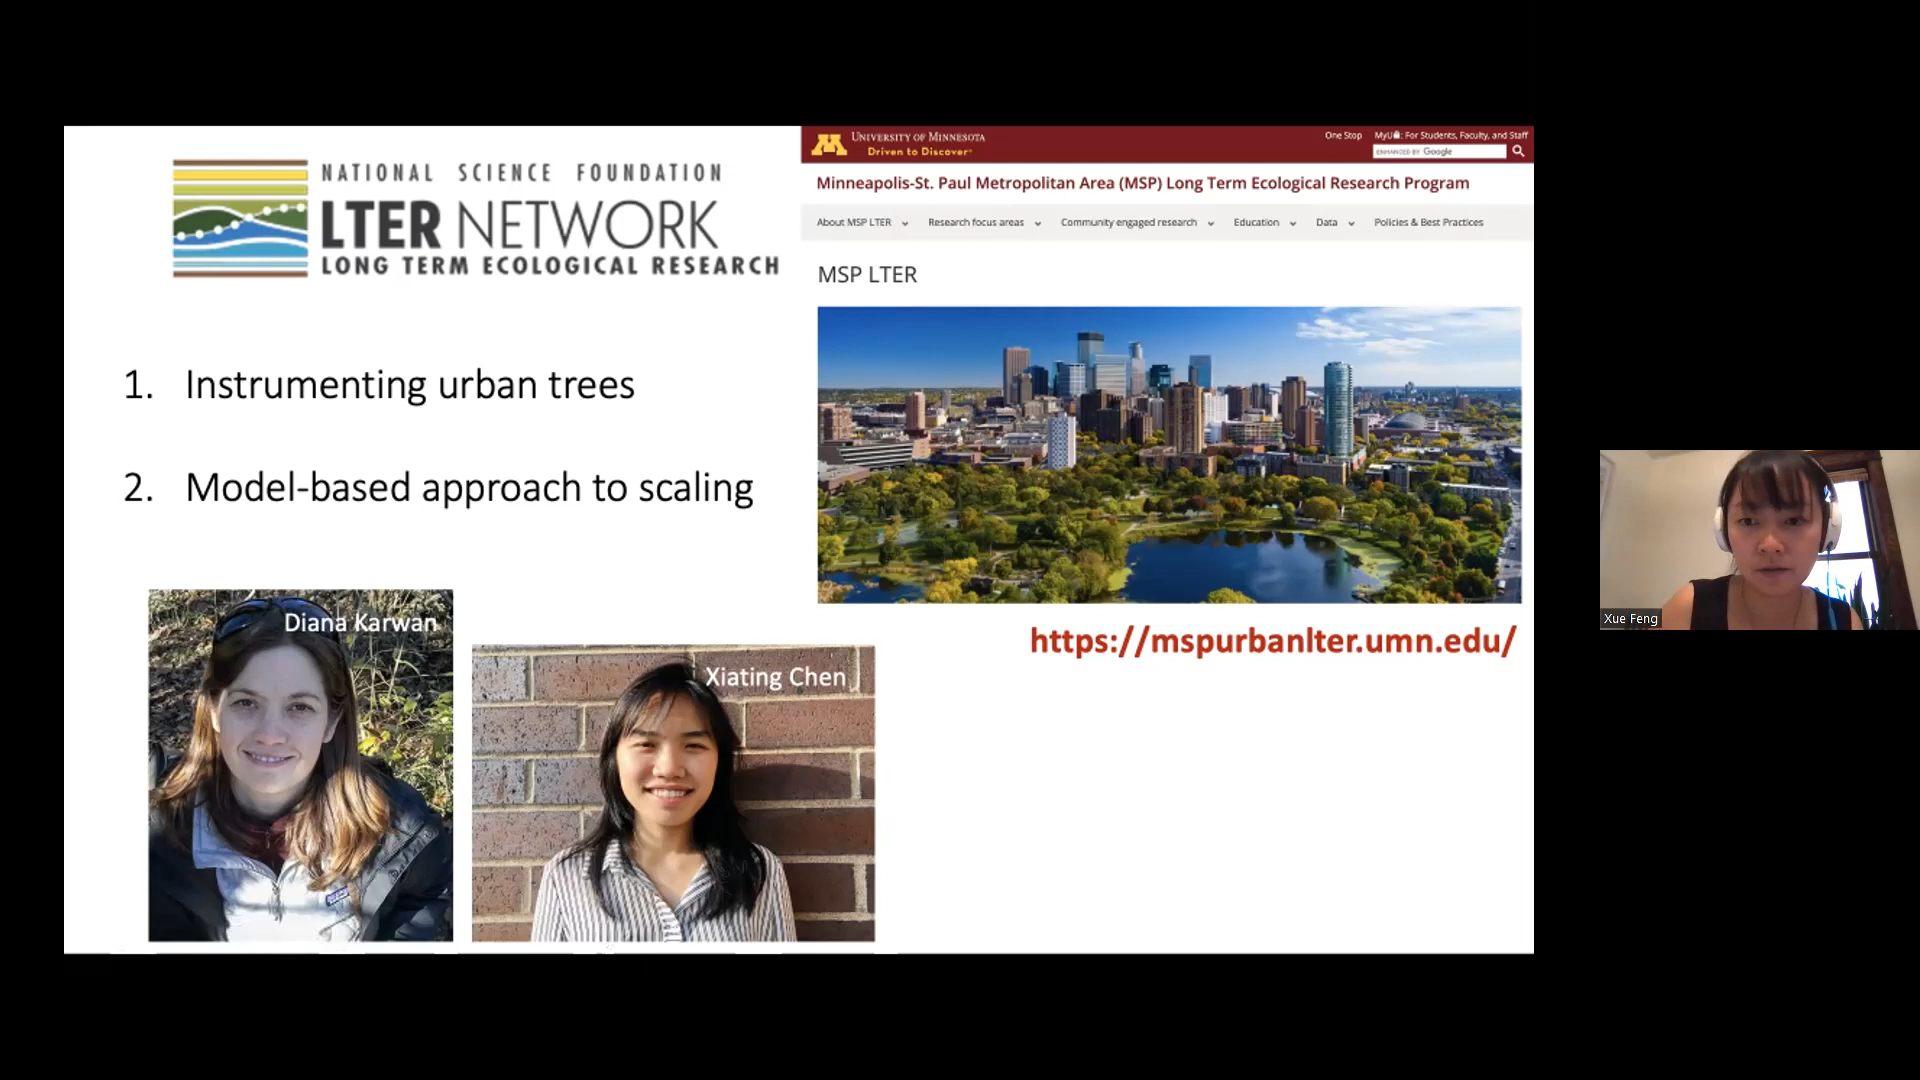 NATIONAL SCIENCE FOUNDATION
LTER NETWORK
LONG TERM ECOLOGICAL RESEARCH
1. Instrumenting urban trees
2. Model-based approach to scaling
Diana Karwan
Xiating Chen
UNIVERSITY OF MINNESOTA
Driven to Discover
One Stop
MyU: For Students, Faculty, and Staff
ENHANCED BY Google
Minneapolis-St. Paul Metropolitan Area (MSP) Long Term Ecological Research Program
About MSP LTER Research focus areas Community engaged research Education Data Policies & Best Practices
MSP LTER
https://mspurbanlter.umn.edu/
Xue Feng